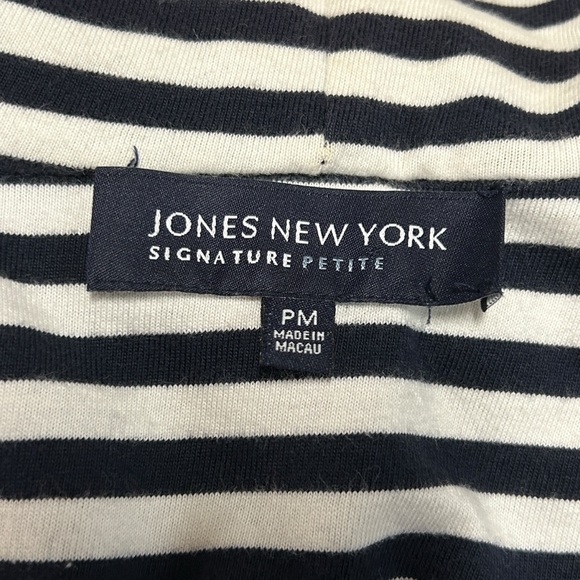 JONES NEW YORK
SIGNATURE PETITE
PM
MADE IN
MACAU